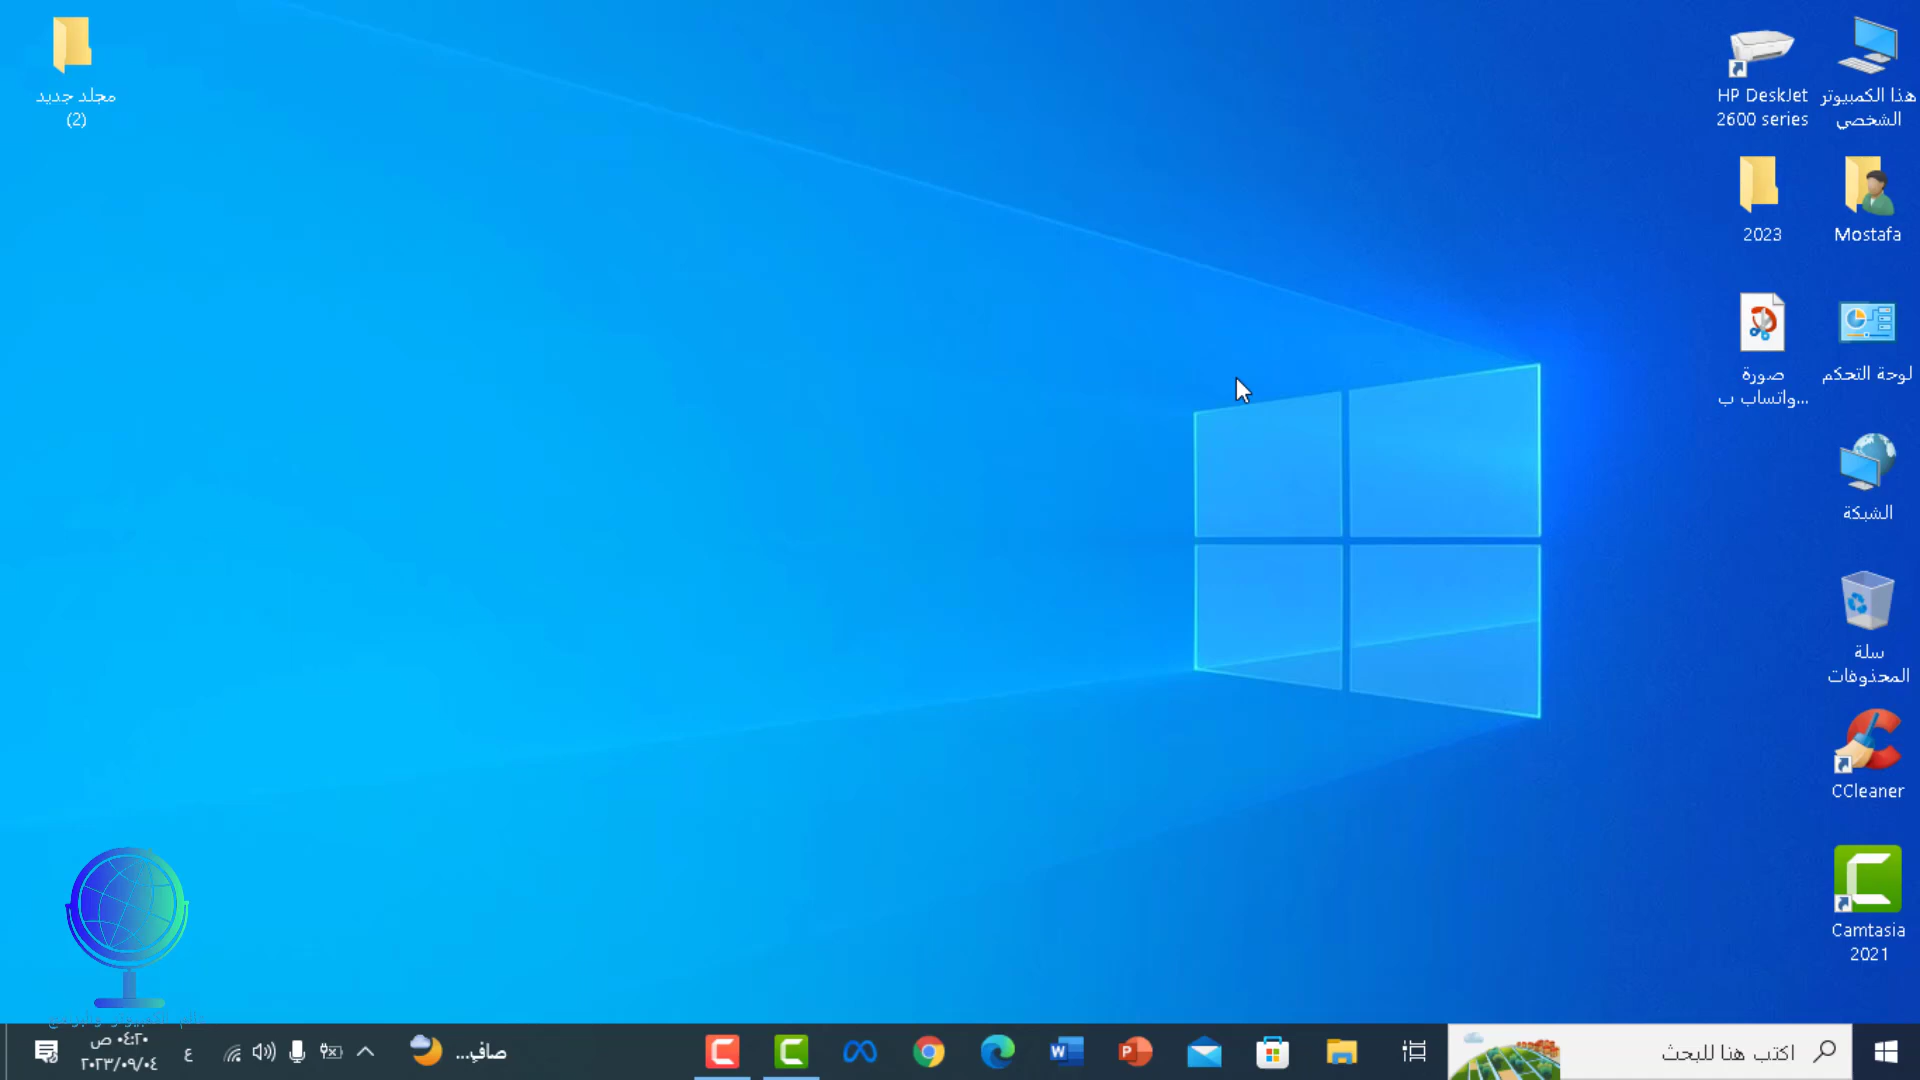 هذا الكمبيوتر
الشخصي
HP DeskJet
2600 series
مجلد جديد
(2)
Mostafa
2023
لوحة التحكم
صورة
واتساب ب...
الشبكة
سلة
المحذوفات
CCleaner
Camtasia
2021
اكتب هنا للبحث
صافي...
ع
٠٤:٢٠ ص
٢٠٢٣/٠٩/٠٤